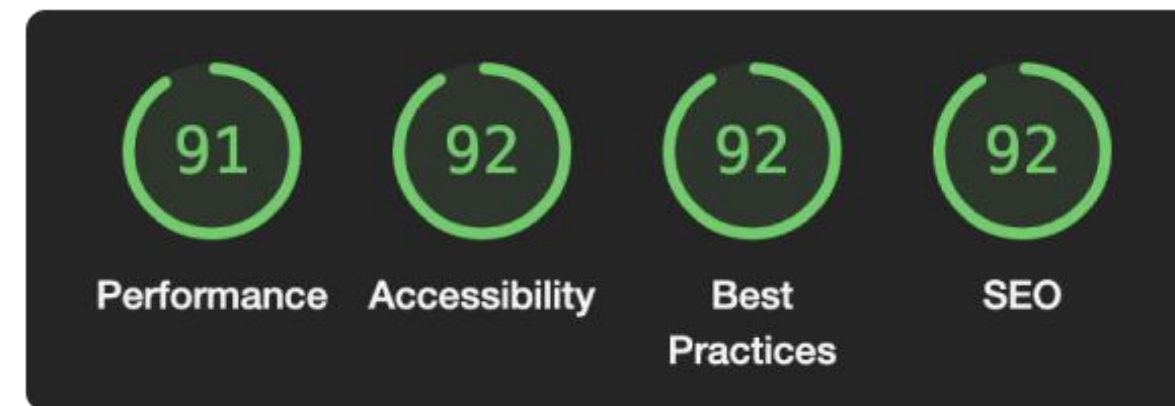 91
92
92
92
Performance
Accessibility
Best
Practices
SEO